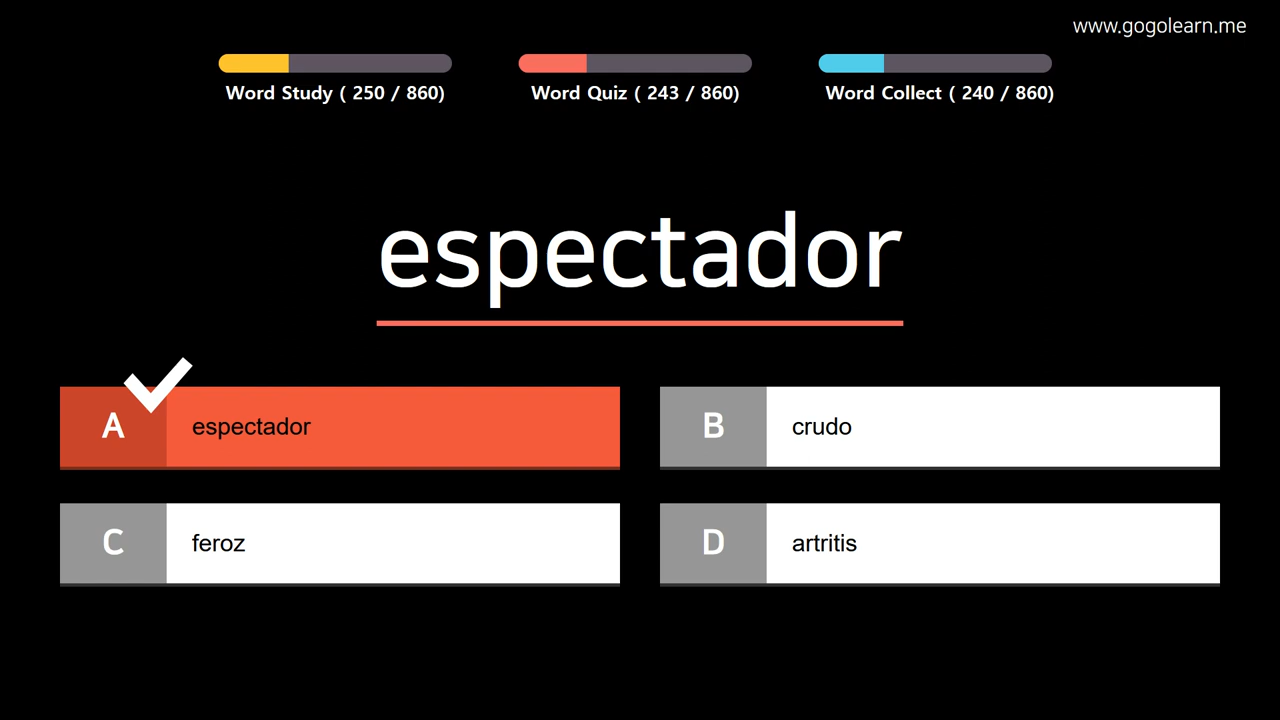 www.gogolearn.me
Word Study ( 250 / 860)
Word Quiz ( 243 / 860)
Word Collect ( 240 / 860)
espectador
A espectador
B crudo
C feroz
D artritis